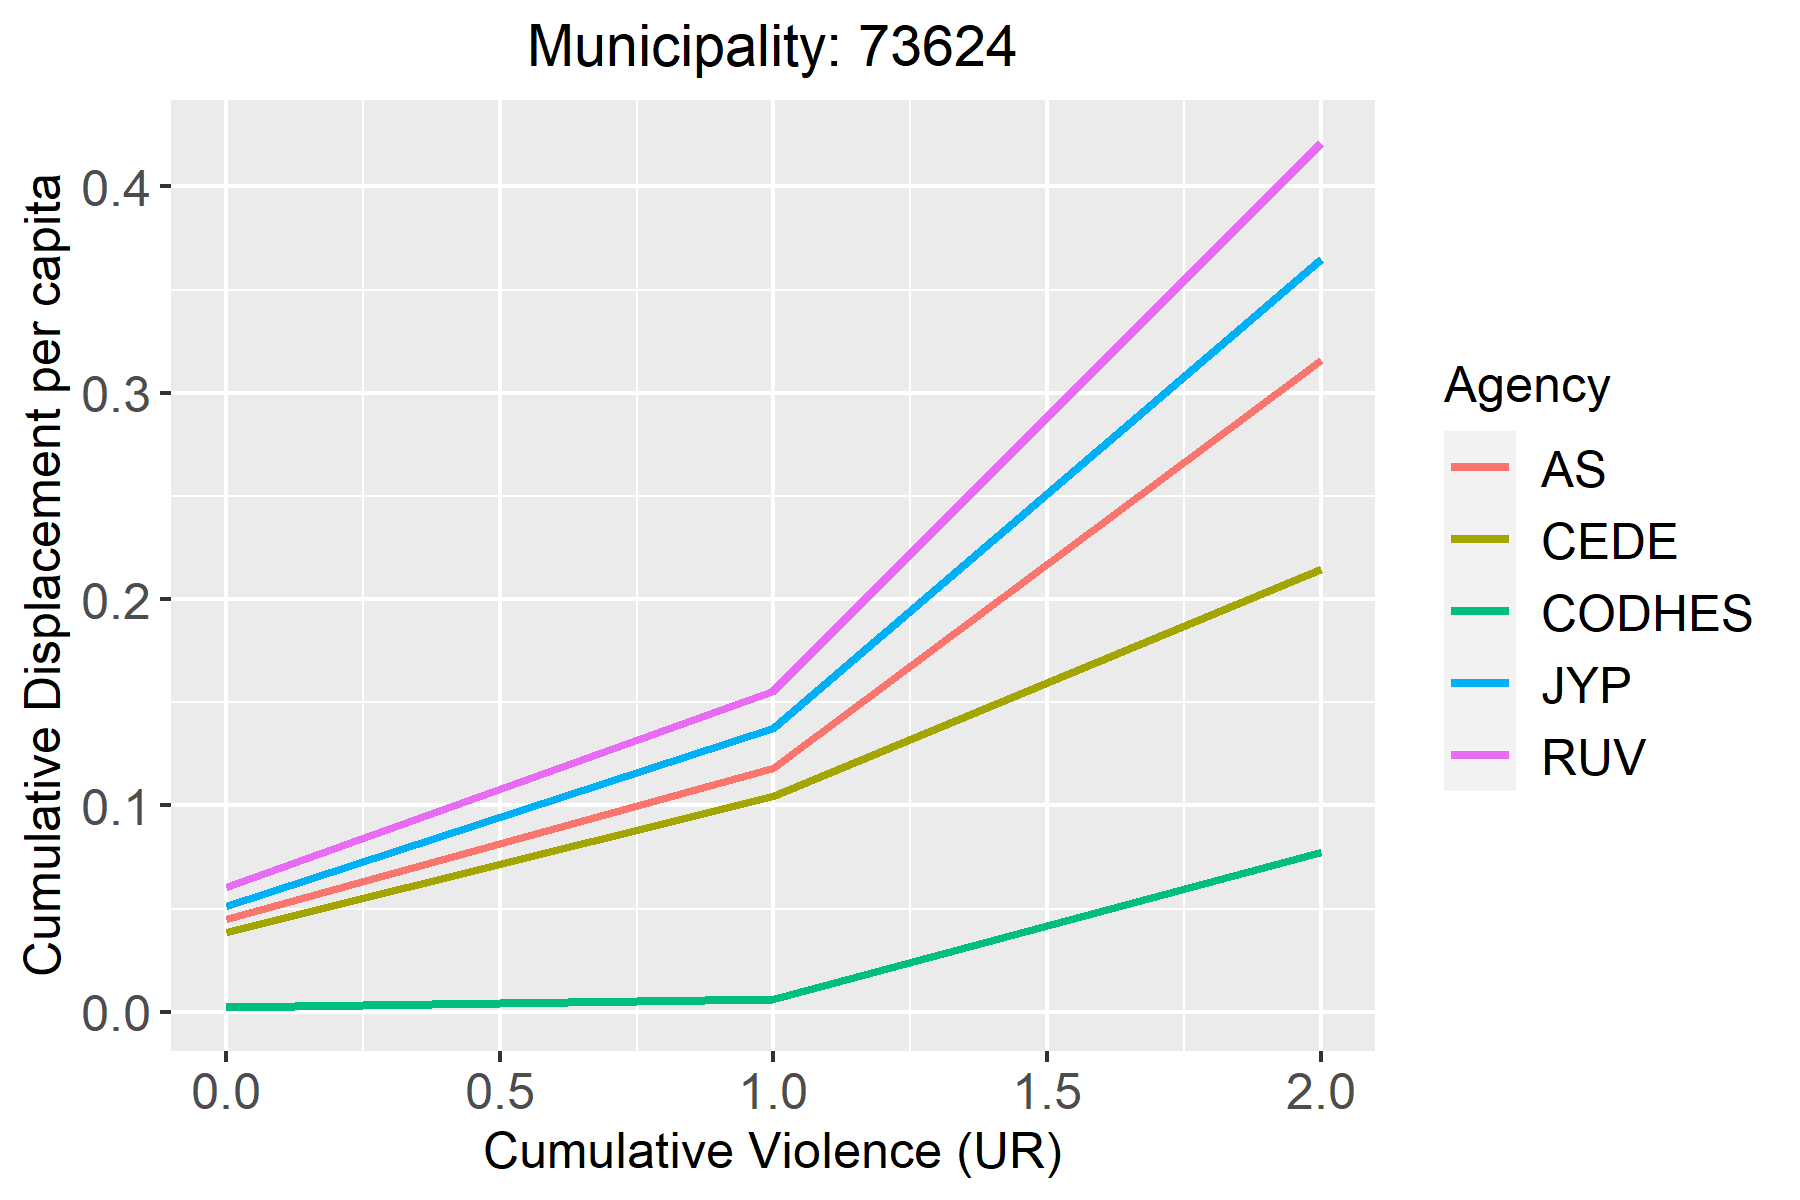 Municipality: 73624
Cumulative Displacement per capita
0.4
0.3
0.2
0.1
0.0
0.0 0.5 1.0 1.5 2.0
Cumulative Violence (UR)
Agency
AS
CEDE
CODHES
JYP
RUV